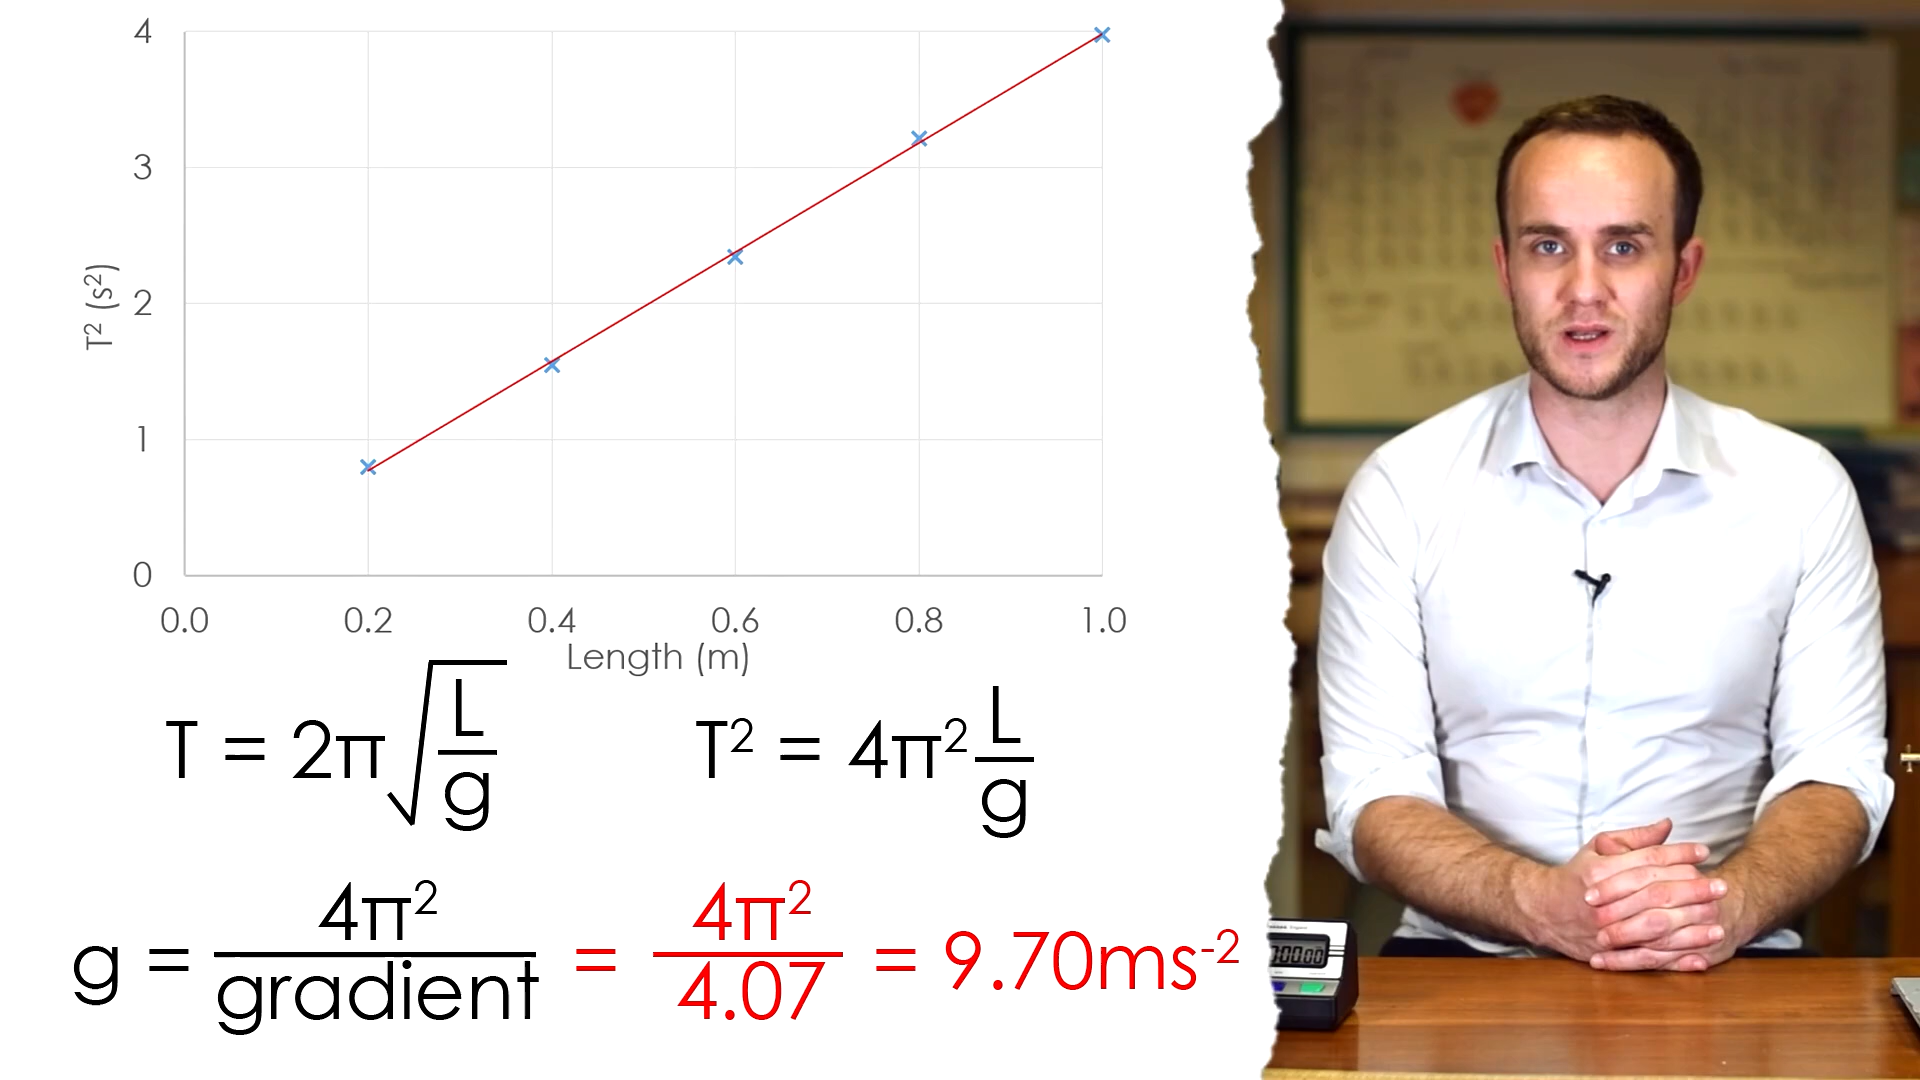 4
3
2
1
0
T² (s²)
0.0 0.2 0.4 0.6 0.8 1.0
Length (m)
T = 2π√(L/g) T² = 4π² L/g
g = 4π²/gradient = 4π²/4.07 = 9.70ms⁻²